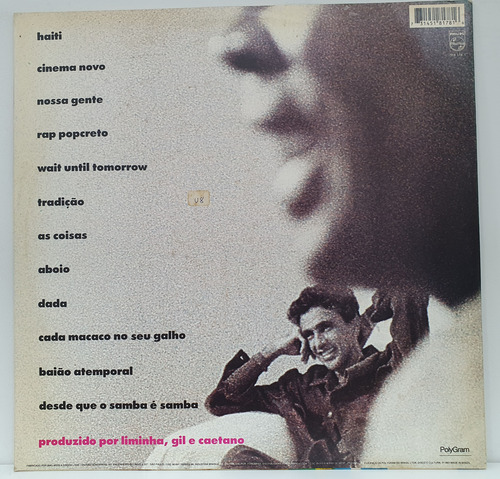 haiti
cinema novo
nossa gente
rap popcreto
wait until tomorrow
tradição
as coisas
aboio
dada
cada macaco no seu galho
baião atemporal
desde que o samba é samba
produzido por liminha, gil e caetano
PolyGram